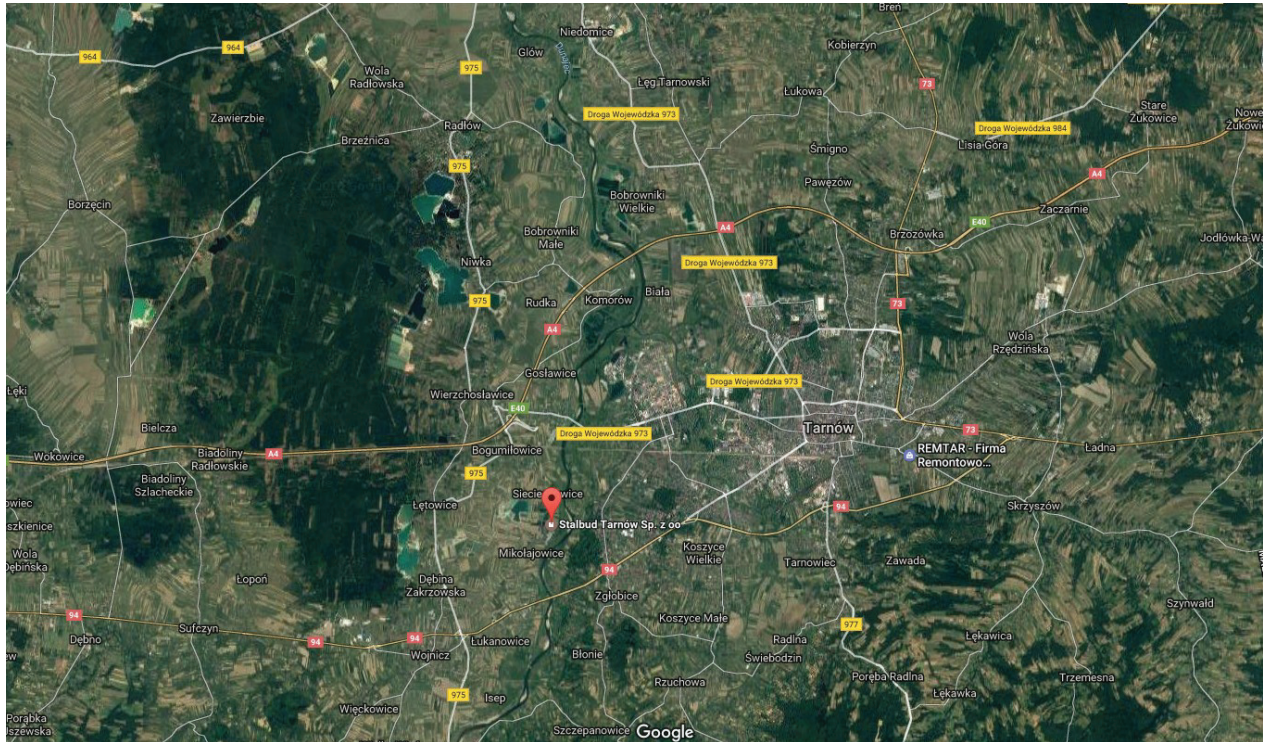 Breń
Niedomice
964
964
Glów
Kobierzyn
Wola
Radłowska
975
Łęg Tarnowski
73
Łukowa
Stare
Żukowice
Zawierzbie
Droga Wojewódzka 973
Nowe
Radłów
Droga Wojewódzka 984
Brzeźnica
Lisia Góra
Śmigno
975
A4
Pawęzów
Bobrowniki
Wielkie
Borzęcin
Zaczarnie
E40
A4
Bobrowniki
Małe
Brzozówka
Niwka
Droga Wojewódzka 973
Biała
975
Rudka
Komorów
73
A4
Wola
Rzędzińska
Gosławice
Droga Wojewódzka 973
Łęki
Wierzchosławice
E40
Bielcza
Tarnów
73
Droga Wojewódzka 973
Ładna
Wokowice
Biadoliny
Radłowskie
A4
Bogumiłowice
REMTAR - Firma
Remontowo...
975
Biadoliny
Szlacheckie
Łętowice
94
Skrzyszów
Stalbud Tarnów Sp. z oo
Mikołajowice
Koszyce
Wielkie
Wola
Dębińska
Tarnowiec
Zawada
94
Łopoń
Dębina
Zakrzowska
Zgłobice
Szynwałd
94
Dębno
Sufczyn
94
94
Koszyce Małe
977
Łukanowice
Radlna
Łękawica
Wojnicz
Błonie
Świebodzin
Rzuchowa
Poręba Radlna
Trzemesna
975
Isep
Łękawka
Więckowice
Porąbka
Szczepanowice
Google